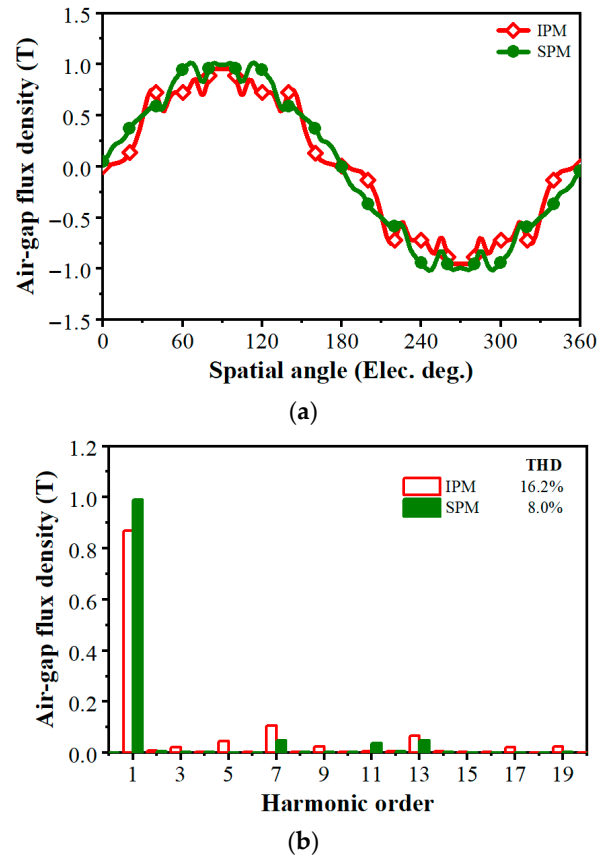 1.5
1.0
0.5
0.0
−0.5
−1.0
−1.5
Air-gap flux density (T)
IPM
SPM
0 60 120 180 240 300 360
Spatial angle (Elec. deg.)
(a)
1.2
1.0
0.8
0.6
0.4
0.2
0.0
Air-gap flux density (T)
THD
IPM 16.2%
SPM 8.0%
1 3 5 7 9 11 13 15 17 19
Harmonic order
(b)